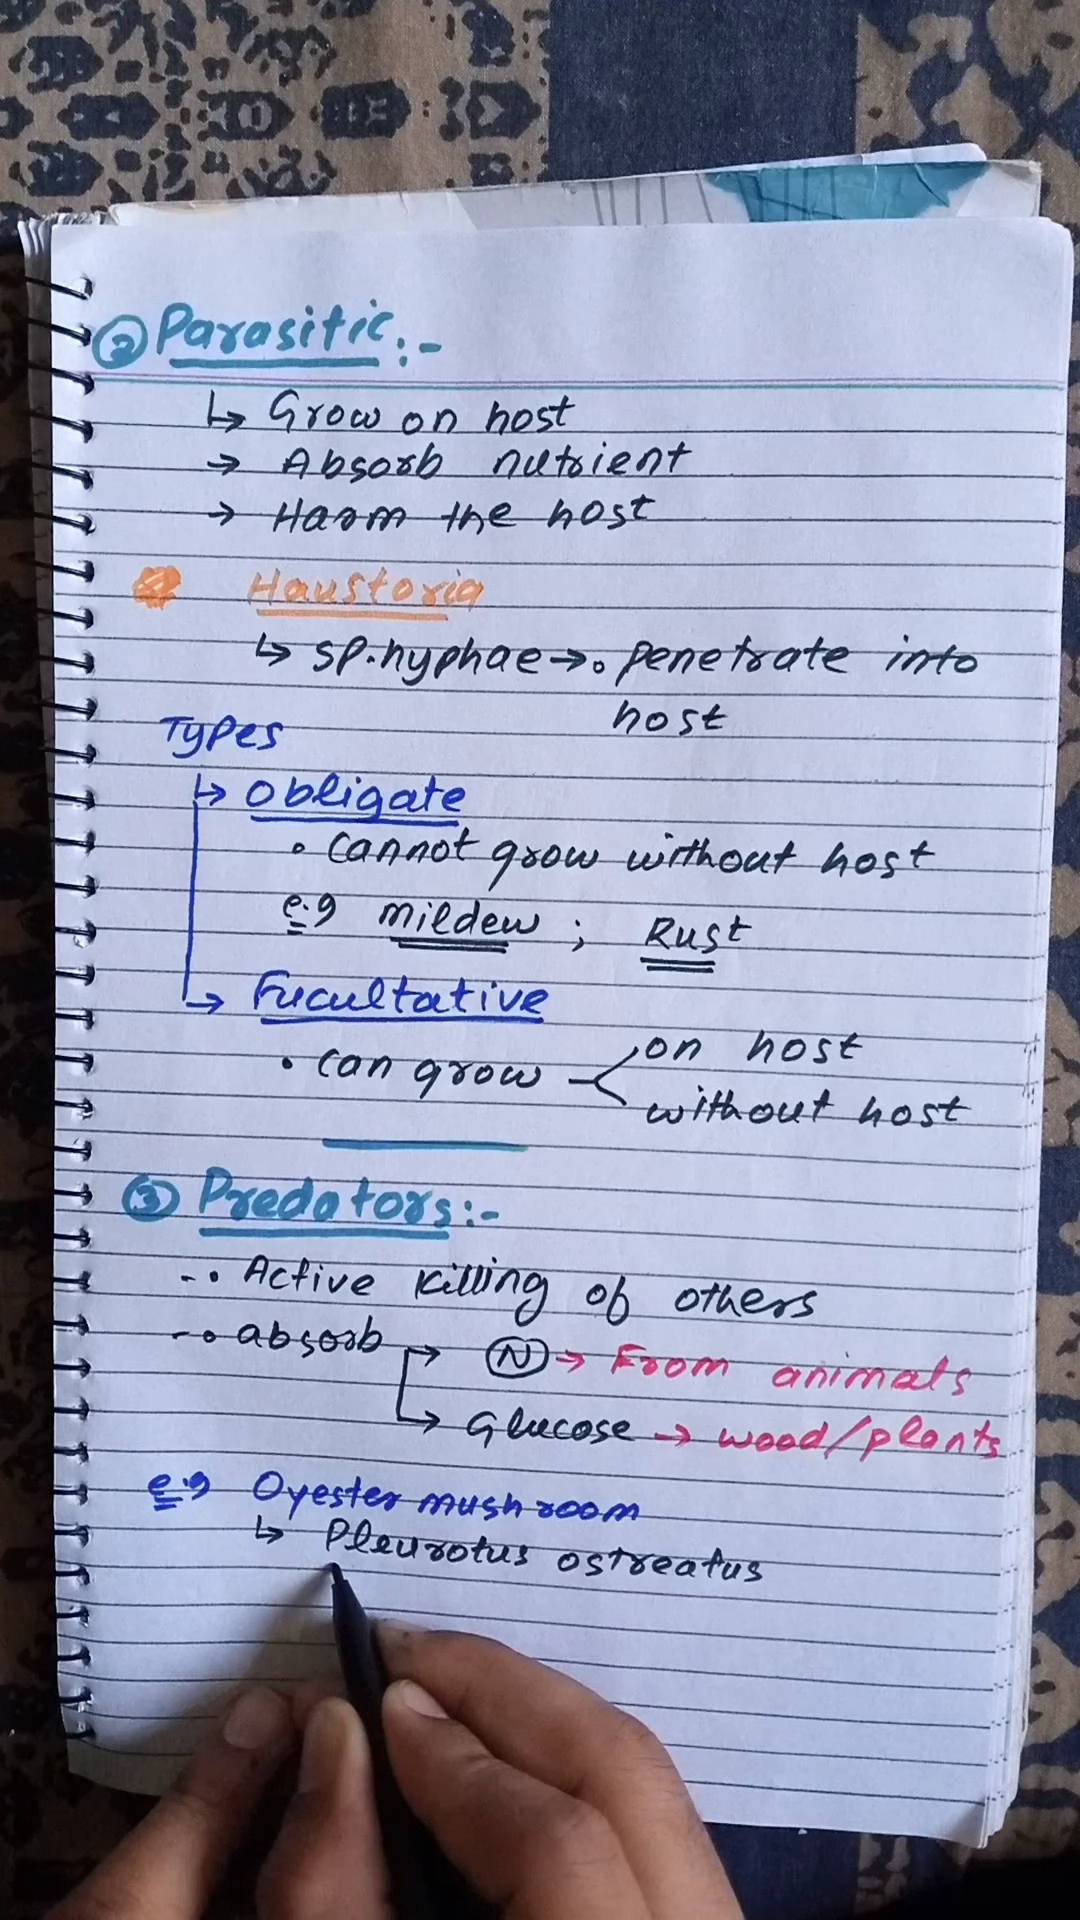 ② Parasitic:-
↳ Grow on host
→ Absorb nutrient
→ Harm the host
Haustoria
↳ sp.hyphae →. penetrate into
host
Types
↳ Obligate
• cannot grow without host
e.g mildew ; Rust
→ Fucultative
• can grow on host
without host
③ Predators:-
-• Active killing of others
-• absorb → N → From animals
→ Glucose → wood/plants
e.g Oyester mushroom
↳ Pleurotus ostreatus